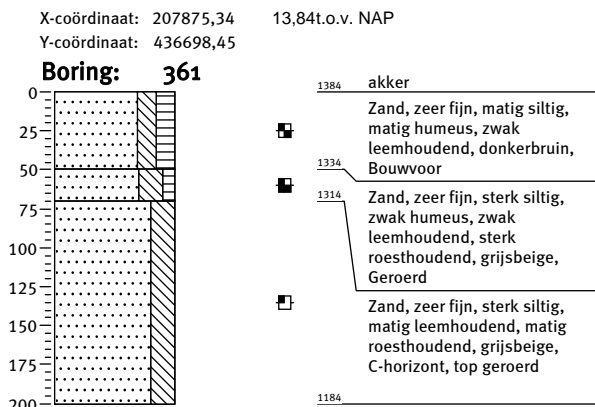 X-coördinaat: 207875,34 13,84t.o.v. NAP
Y-coördinaat: 436698,45
Boring: 361
0
25
50
75
100
125
150
175
200
1384 akker
Zand, zeer fijn, matig siltig,
matig humeus, zwak
leemhoudend, donkerbruin,
Bouwvoor
1334
Zand, zeer fijn, sterk siltig,
zwak humeus, zwak
leemhoudend, sterk
roesthoudend, grijsbeige,
Geroerd
1314
Zand, zeer fijn, sterk siltig,
matig leemhoudend, matig
roesthoudend, grijsbeige,
C-horizont, top geroerd
1184